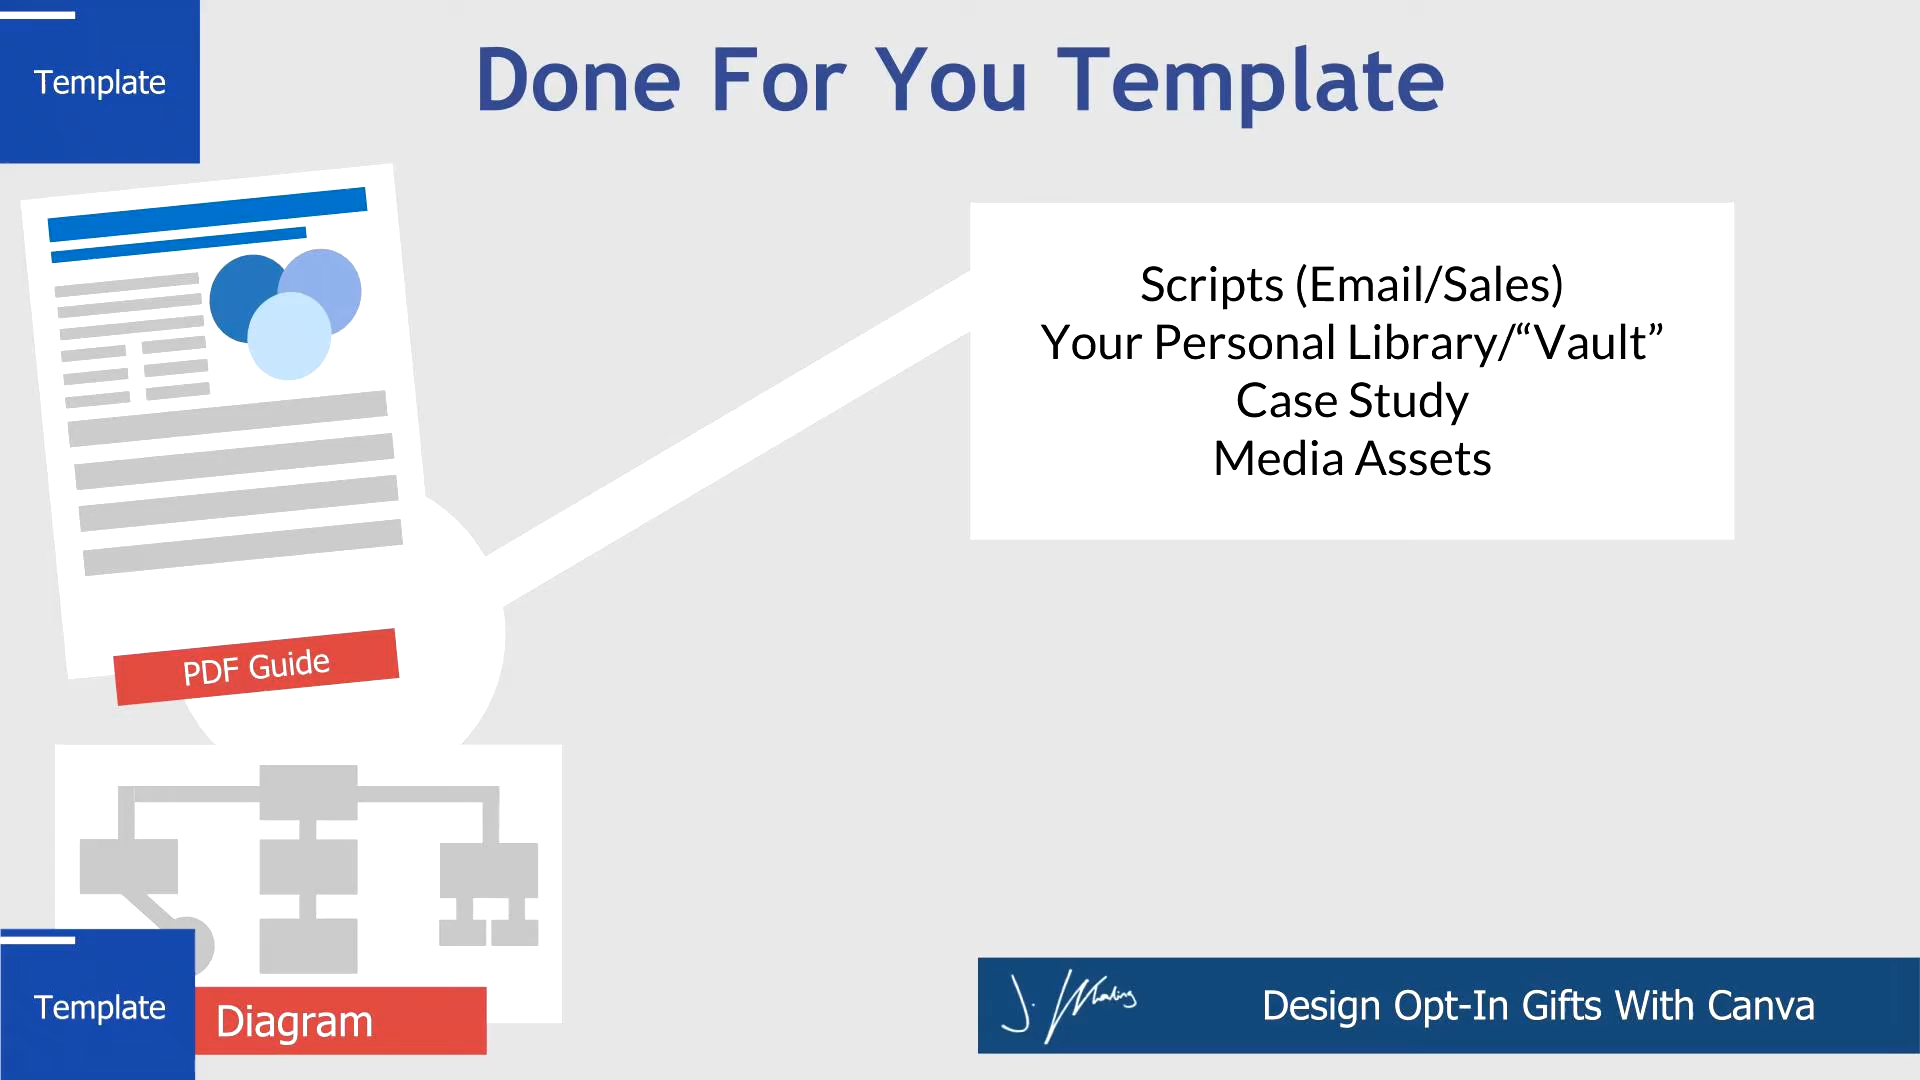 Template
Done For You Template
Scripts (Email/Sales)
Your Personal Library/“Vault”
Case Study
Media Assets
PDF Guide
Template
Diagram
Design Opt-In Gifts With Canva